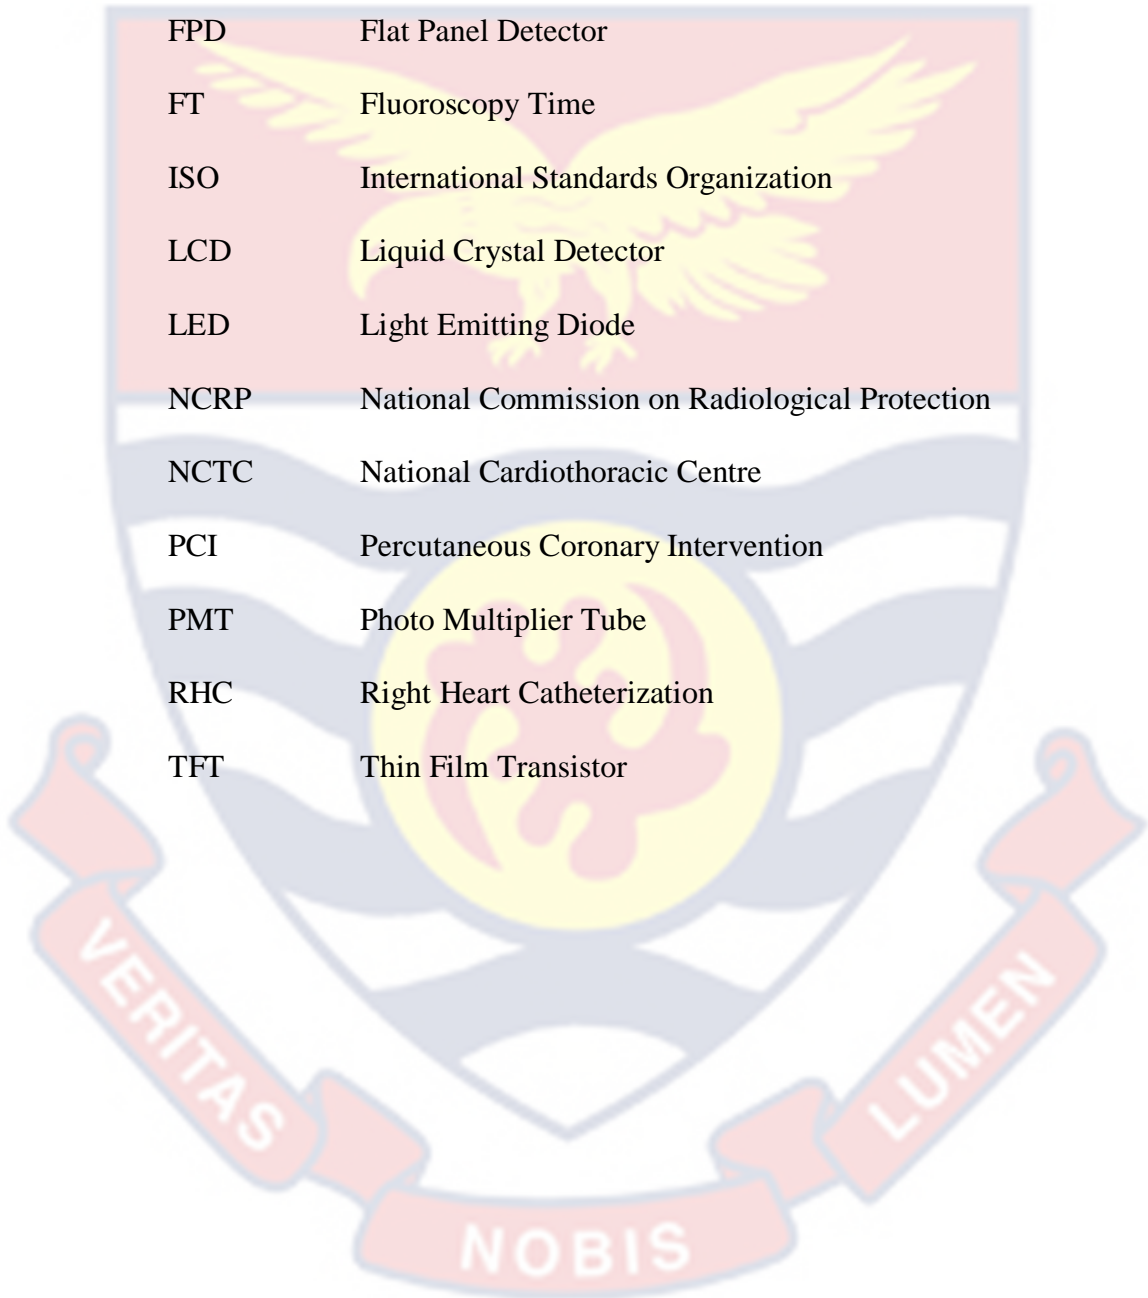 FPD Flat Panel Detector
FT Fluoroscopy Time
ISO International Standards Organization
LCD Liquid Crystal Detector
LED Light Emitting Diode
NCRP National Commission on Radiological Protection
NCTC National Cardiothoracic Centre
PCI Percutaneous Coronary Intervention
PMT Photo Multiplier Tube
RHC Right Heart Catheterization
TFT Thin Film Transistor
VERITAS
NOBIS
LUMEN